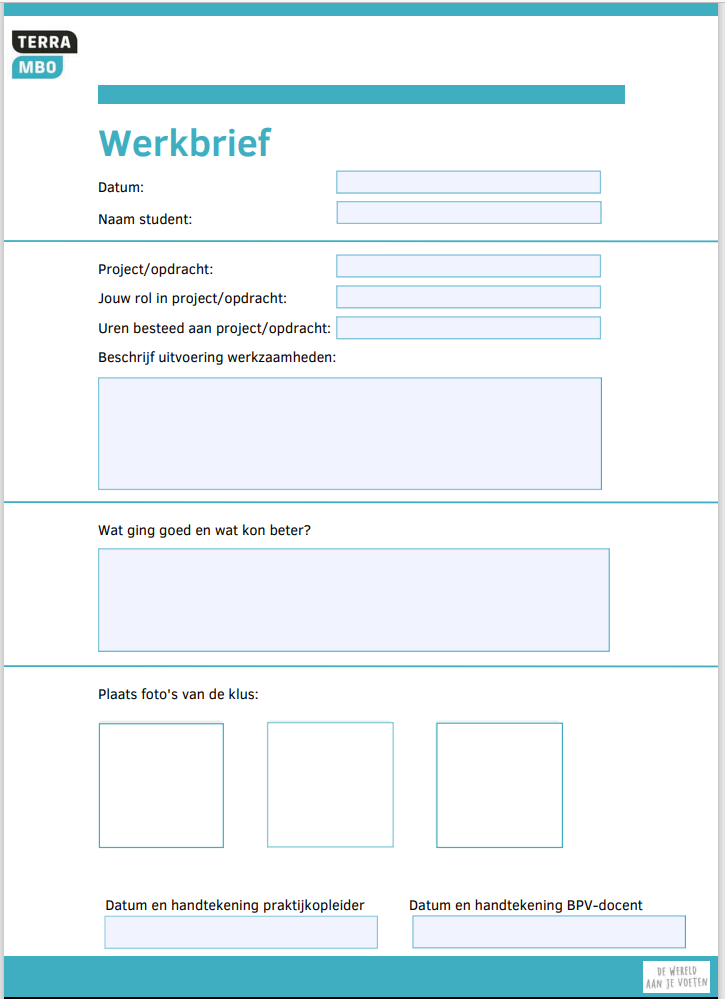 TERRA
MBO
Werkbrief
Datum:
Naam student:
Project/opdracht:
Jouw rol in project/opdracht:
Uren besteed aan project/opdracht:
Beschrijf uitvoering werkzaamheden:
Wat ging goed en wat kon beter?
Plaats foto's van de klus:
Datum en handtekening praktijkopleider
Datum en handtekening BPV-docent
DE WERELD
AAN JE VOETEN